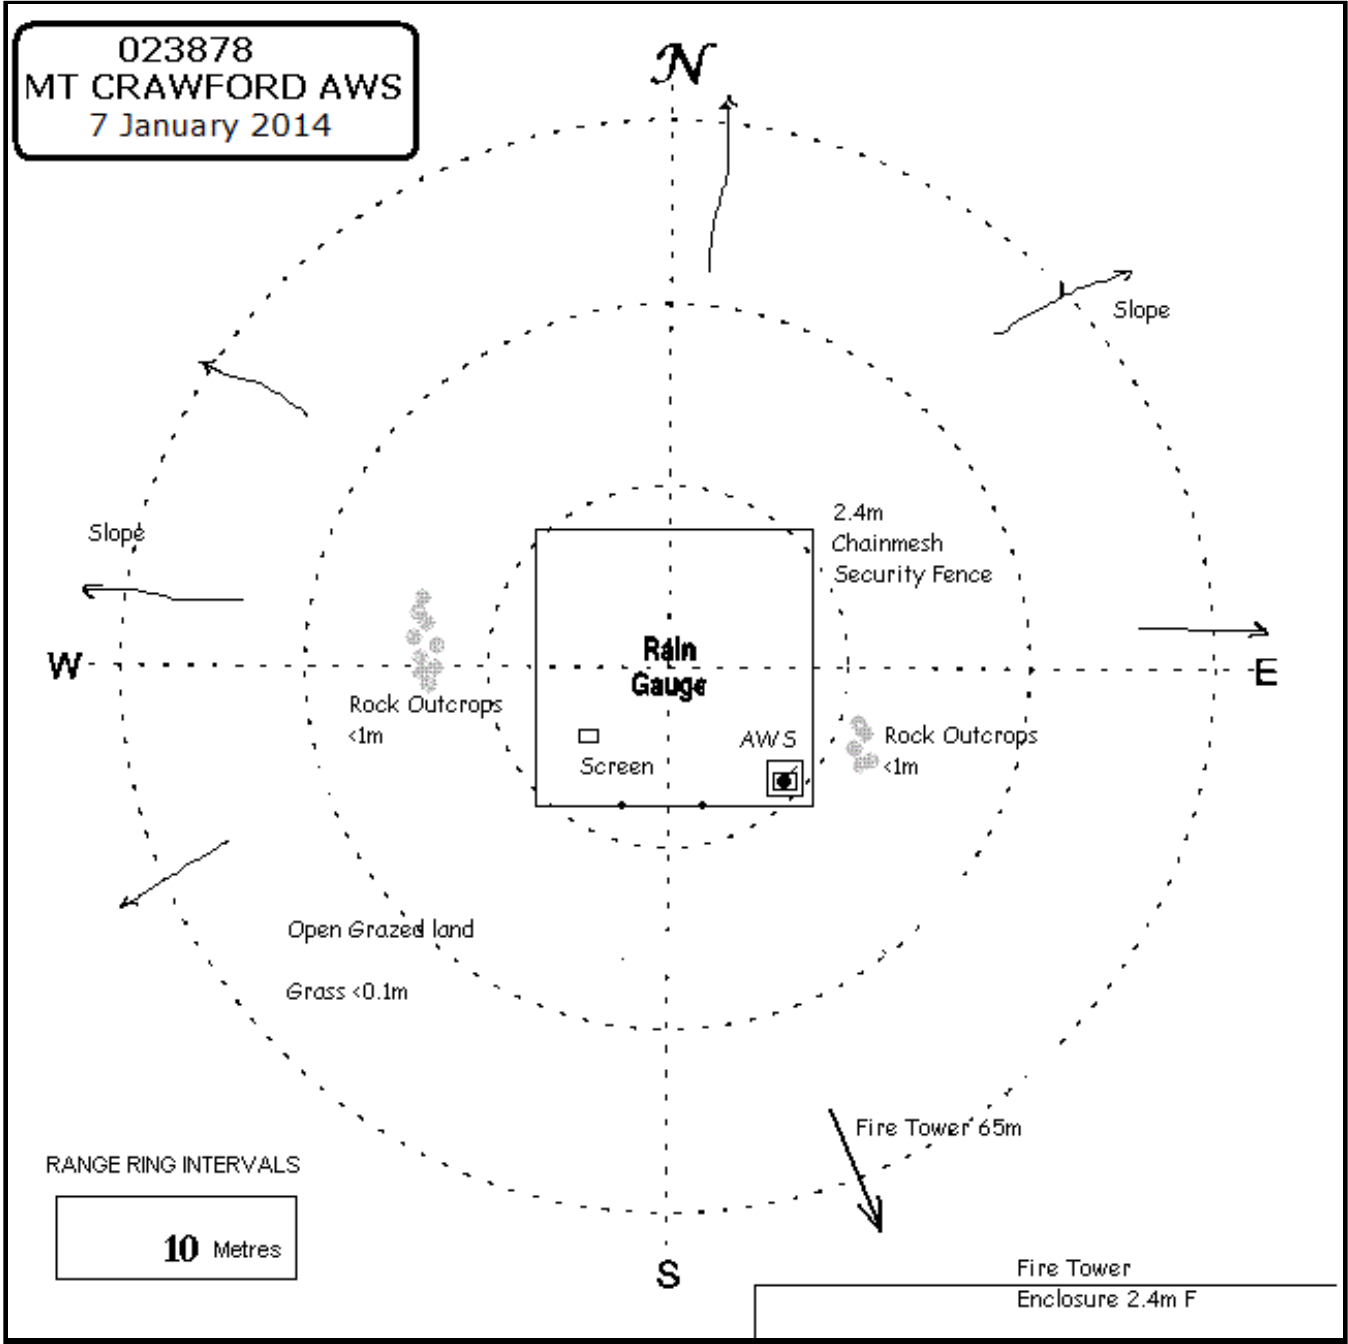 023878
MT CRAWFORD AWS
7 January 2014
N
Slope
2.4m
Chainmesh
Security Fence
Slope
W
Rain
Gauge
E
Rock Outcrops
<1m
Screen
AWS
Rock Outcrops
<1m
Open Grazed land
Grass <0.1m
Fire Tower 65m
RANGE RING INTERVALS
10 Metres
S
Fire Tower
Enclosure 2.4m F